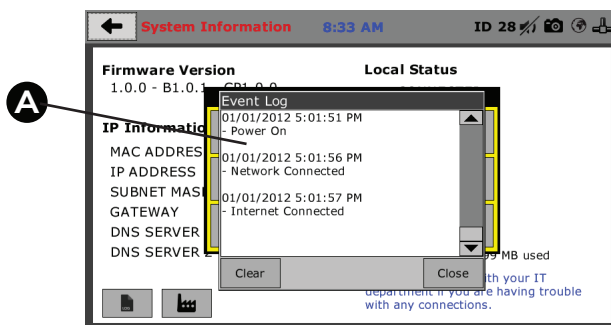 System Information 8:33 AM ID 28
Firmware Version
1.0.0 - B1.0.1
Local Status
A
IP Information
MAC ADDRES
IP ADDRESS
SUBNET MAS
GATEWAY
DNS SERVER
DNS SERVER
Event Log
01/01/2012 5:01:51 PM
- Power On
01/01/2012 5:01:56 PM
- Network Connected
01/01/2012 5:01:57 PM
- Internet Connected
Clear Close
MB used
ith your IT
department if you are having trouble
with any connections.